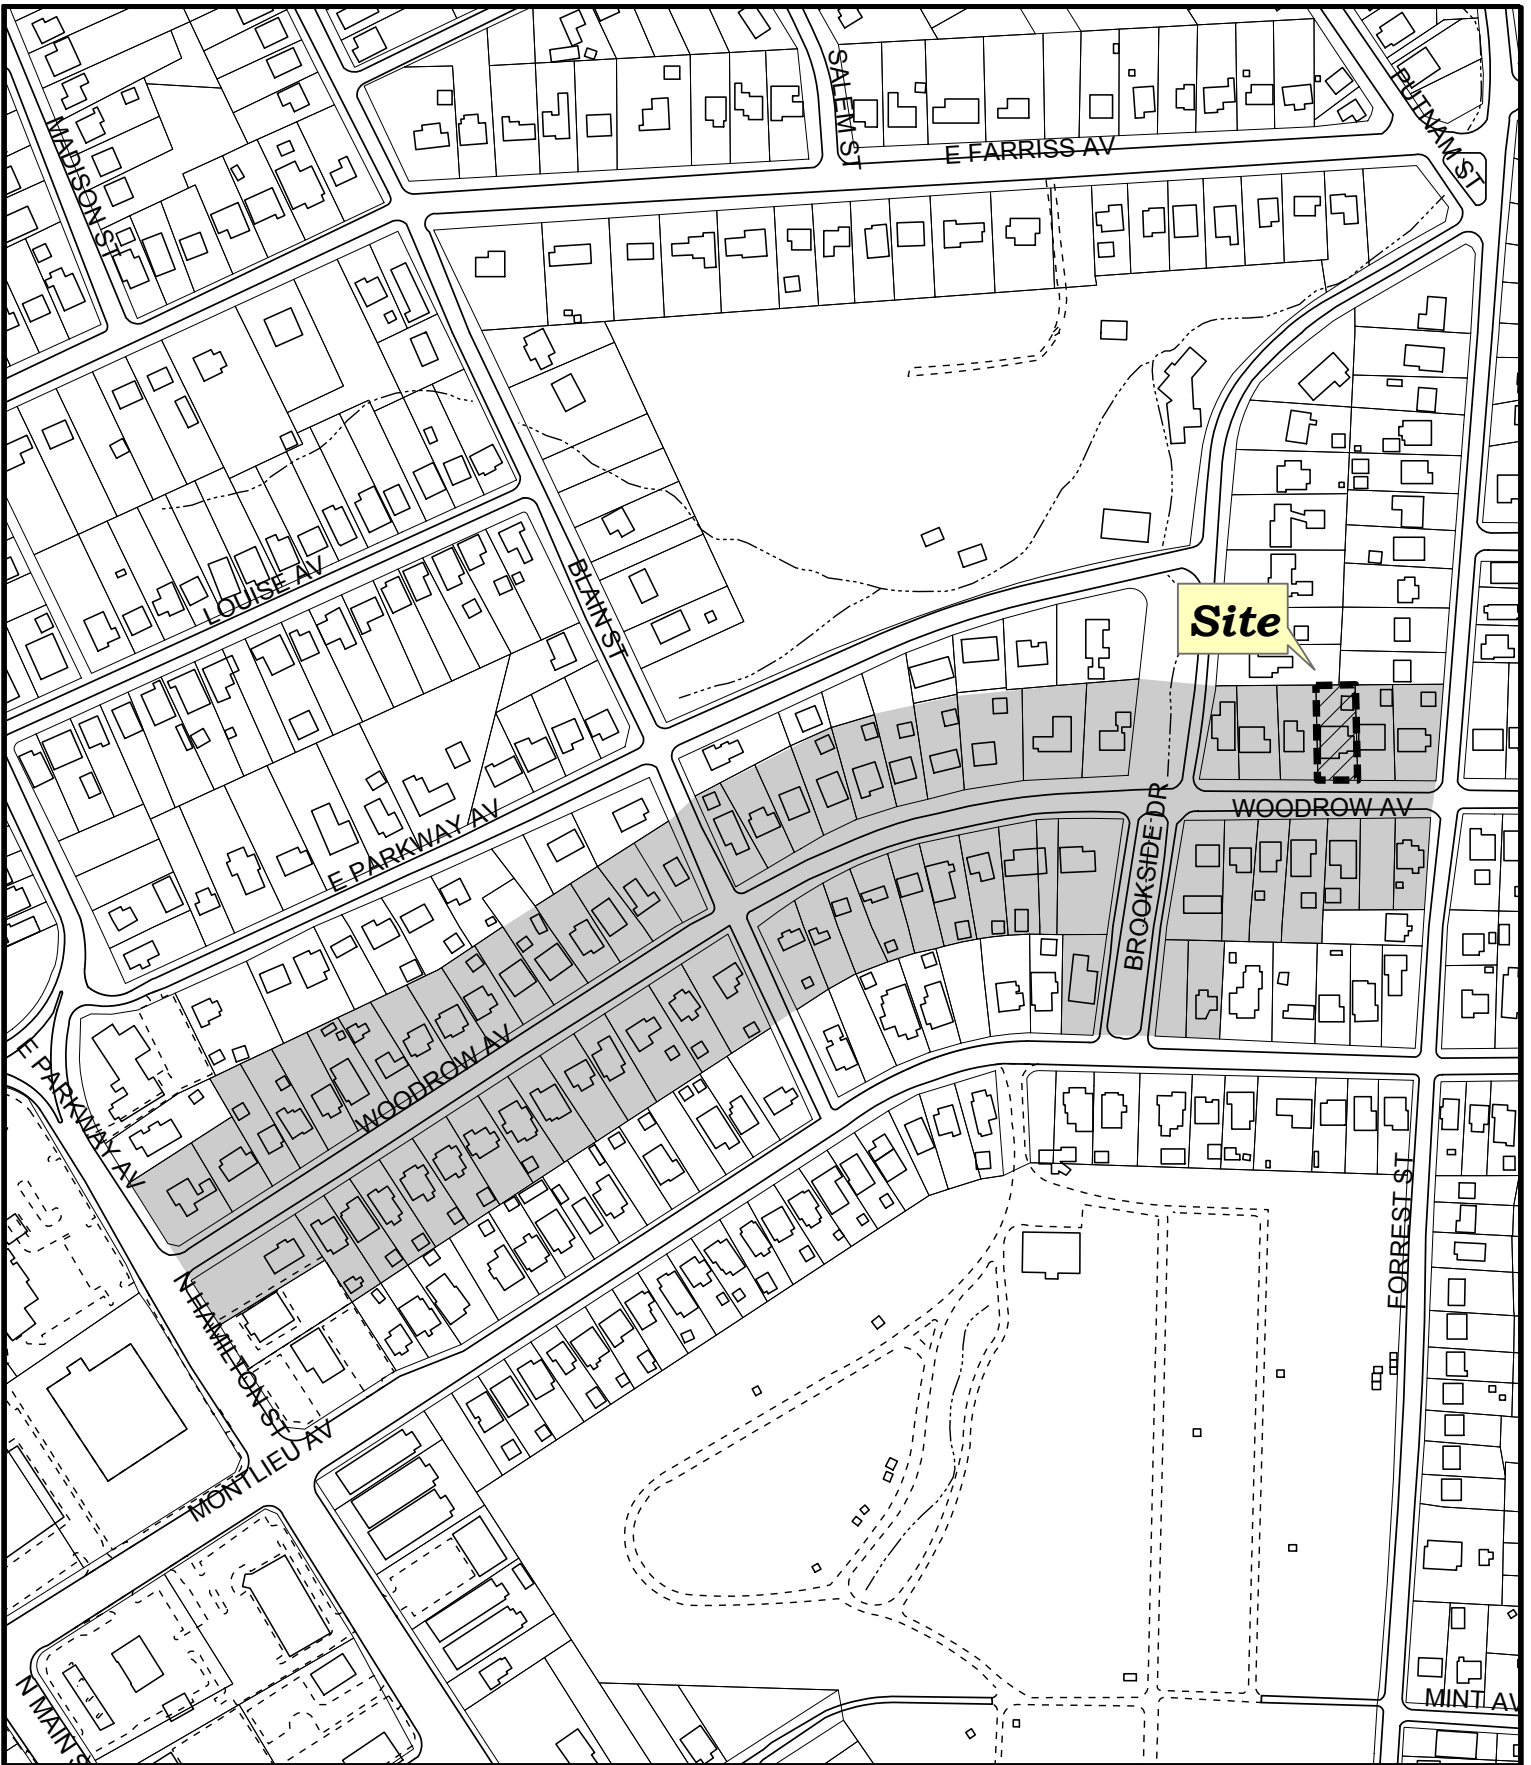 SALEM ST
PUTNAM ST
MADISON ST
E FARRISS AV
LOUISE AV
BLAIN ST
Site
E PARKWAY AV
WOODROW AV
BROOKSIDE DR
E PARKWAY AV
WOODROW AV
FORREST ST
N HAMILTON ST
MONTLIEU AV
N MAIN S
MINT AV